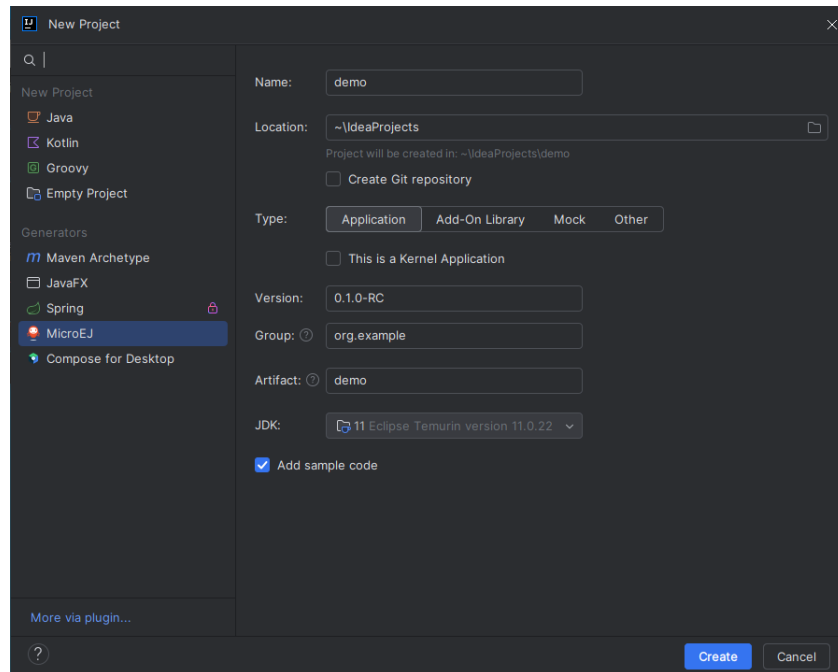 New Project
New Project
Java
Kotlin
Groovy
Empty Project
Generators
Maven Archetype
JavaFX
Spring
MicroEJ
Compose for Desktop
More via plugin...
Name: demo
Location: ~\IdeaProjects
Project will be created in: ~\IdeaProjects\demo
Create Git repository
Type: Application Add-On Library Mock Other
This is a Kernel Application
Version: 0.1.0-RC
Group: ? org.example
Artifact: ? demo
JDK: 11 Eclipse Temurin version 11.0.22
Add sample code
? Create Cancel